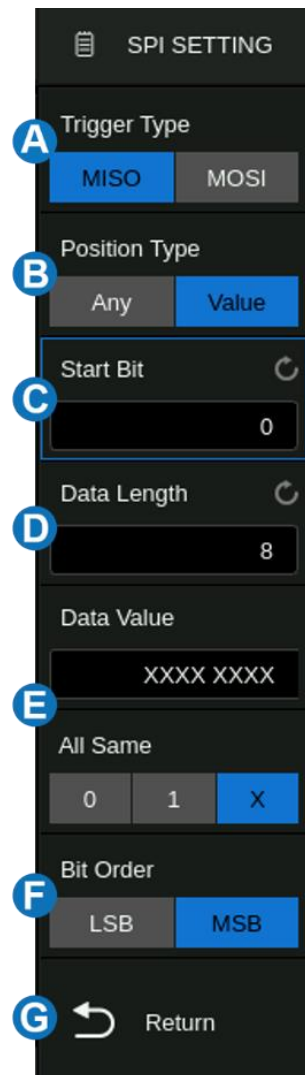 SPI SETTING
Trigger Type
A
MISO MOSI
Position Type
B
Any Value
Start Bit
C
0
Data Length
D
8
Data Value
XXXX XXXX
E
All Same
0 1 X
Bit Order
F
LSB MSB
G Return